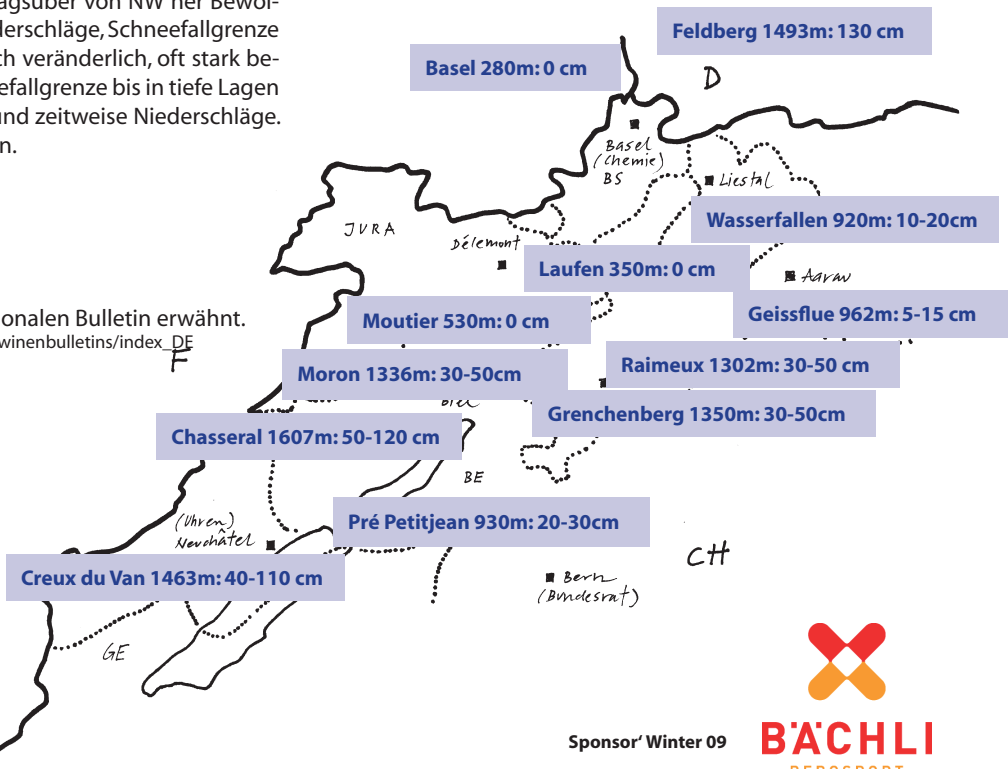 agsüber von NW her Bewöl-
derschläge, Schneefallgrenze
ch veränderlich, oft stark be-
eefallgrenze bis in tiefe Lagen
und zeitweise Niederschläge.
n.
Feldberg 1493m: 130 cm
Basel 280m: 0 cm
D
Basel
(Chemie)
BS
Liestal
Wasserfallen 920m: 10-20cm
JURA
Délemont
Laufen 350m: 0 cm
Aarau
Geissflue 962m: 5-15 cm
onalen Bulletin erwähnt.
winenbulletins/index_DE
F
Moutier 530m: 0 cm
Raimeux 1302m: 30-50 cm
Moron 1336m: 30-50cm
Biel
Grenchenberg 1350m: 30-50cm
Chasseral 1607m: 50-120 cm
BE
Pré Petitjean 930m: 20-30cm
(Uhren)
Neuchâtel
CH
Creux du Van 1463m: 40-110 cm
Bern
(Bundesrat)
GE
Sponsor' Winter 09
BÄCHLI
BERGSPORT